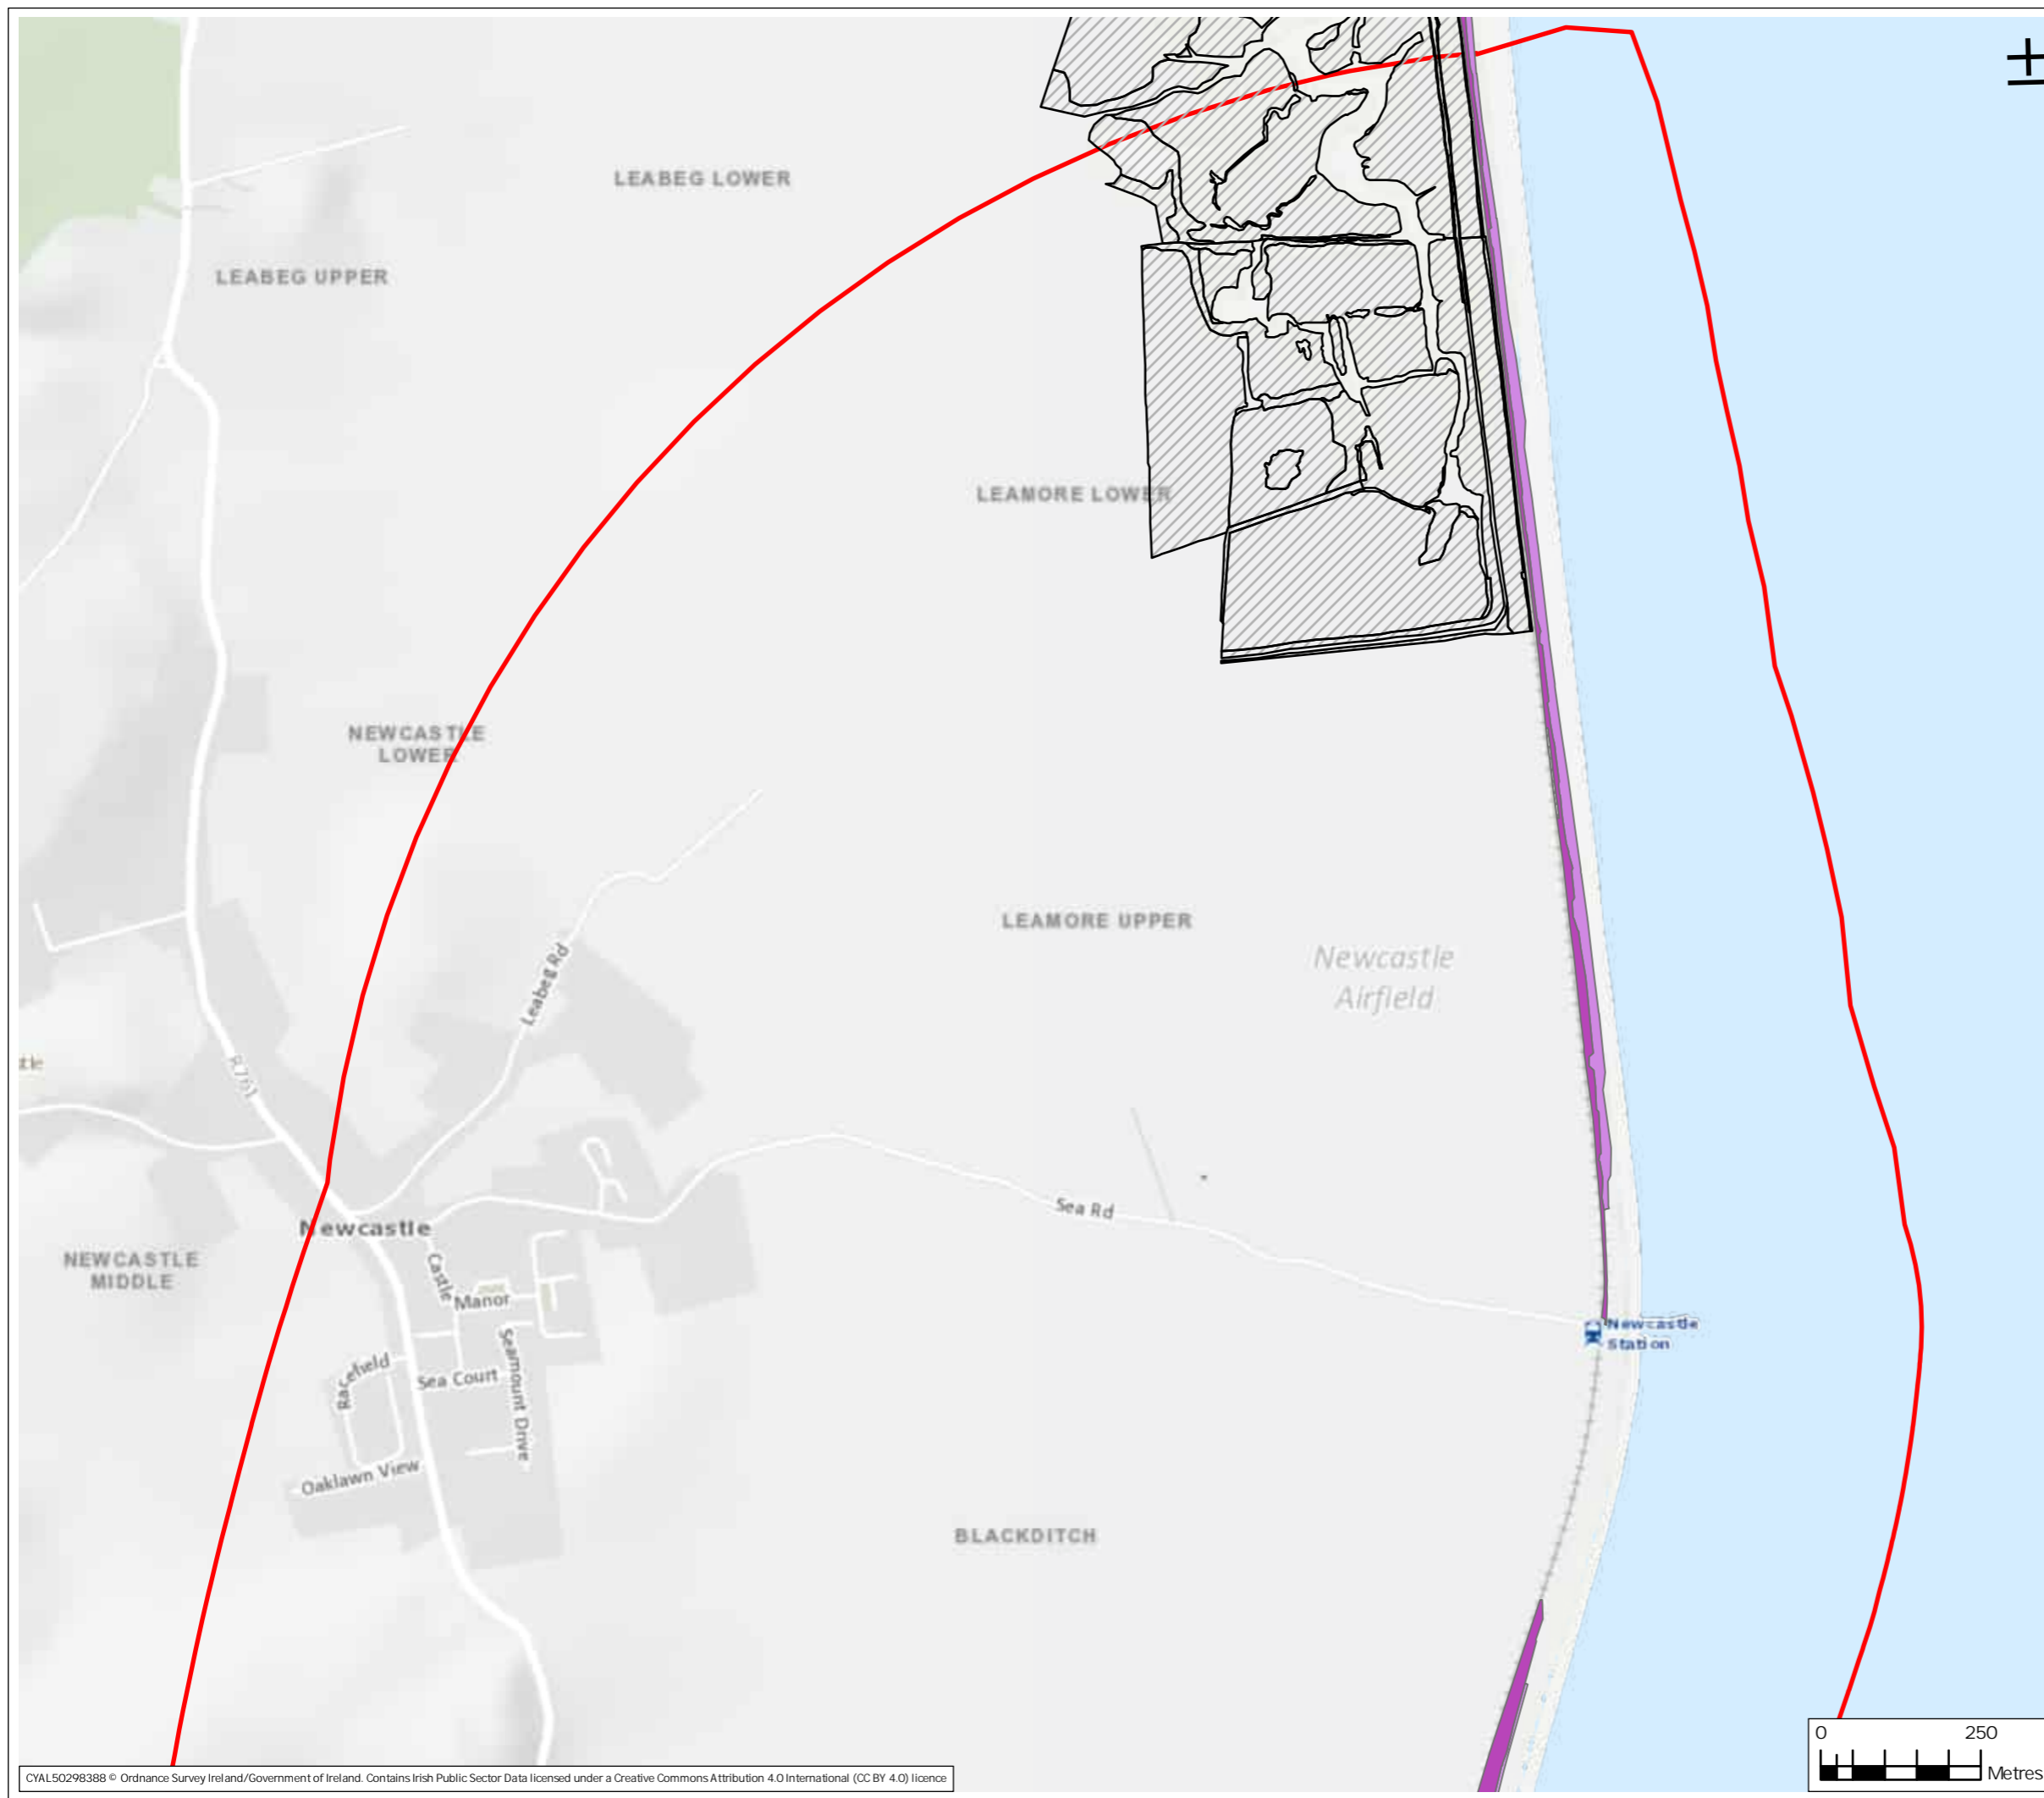 LEABEG LOWER
LEABEG UPPER
LEAMORE LOWER
NEWCASTLE
LOWER
LEAMORE UPPER
Newcastle
Airfield
Leabeg Rd
tle
R761
Sea Rd
Newcastle
NEWCASTLE
MIDDLE
Castle
Manor
Newcastle
Station
Seamount Drive
Racefield
Sea Court
Oaklawn View
BLACKDITCH
0 250
Metres
CYAL50298388 © Ordnance Survey Ireland/Government of Ireland. Contains Irish Public Sector Data licensed under a Creative Commons Attribution 4.0 International (CC BY 4.0) licence